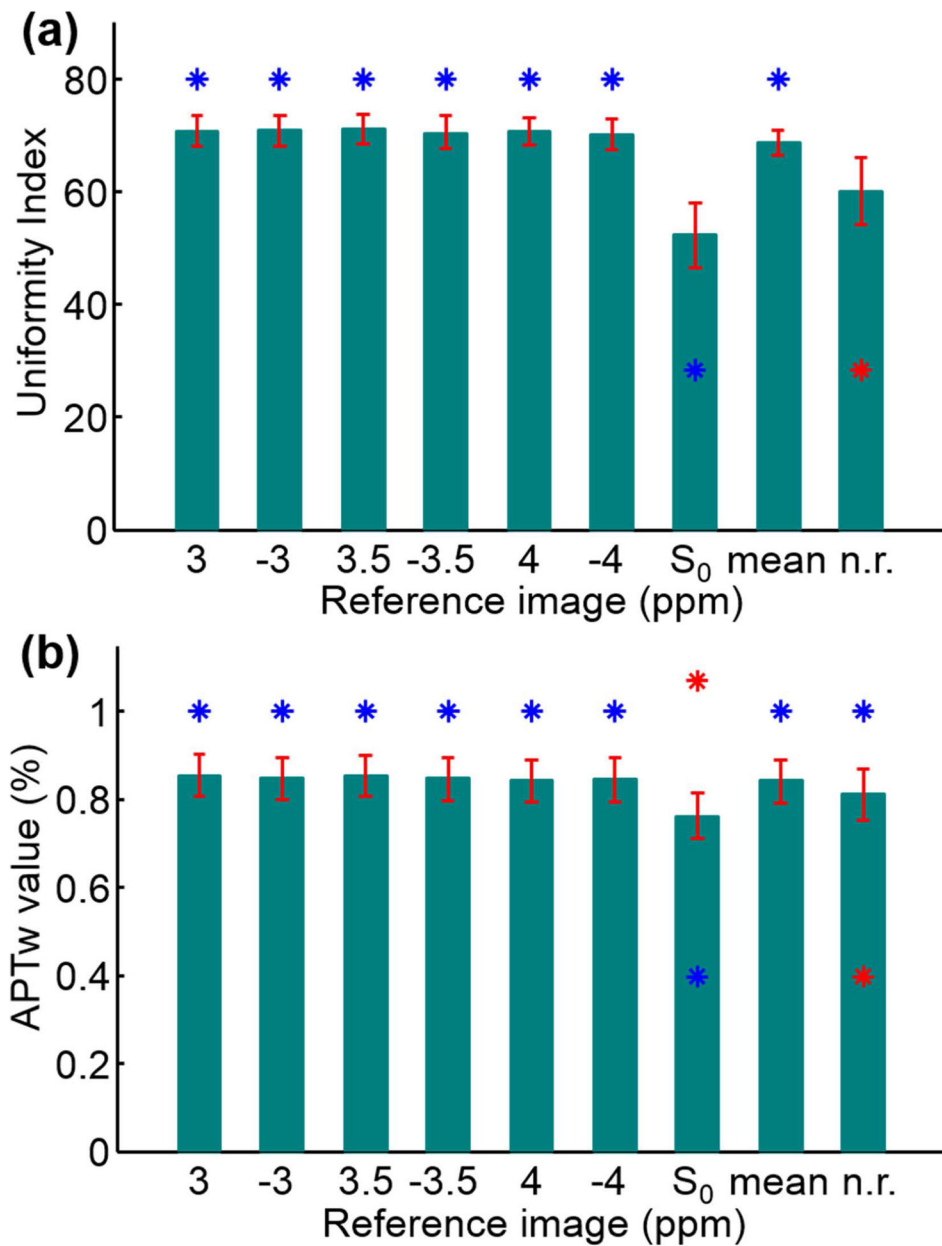 (a)
Uniformity Index
80
60
40
20
0
3 -3 3.5 -3.5 4 -4 S₀ mean n.r.
Reference image (ppm)
(b)
APTw value (%)
1
0.8
0.6
0.4
0.2
0
3 -3 3.5 -3.5 4 -4 S₀ mean n.r.
Reference image (ppm)